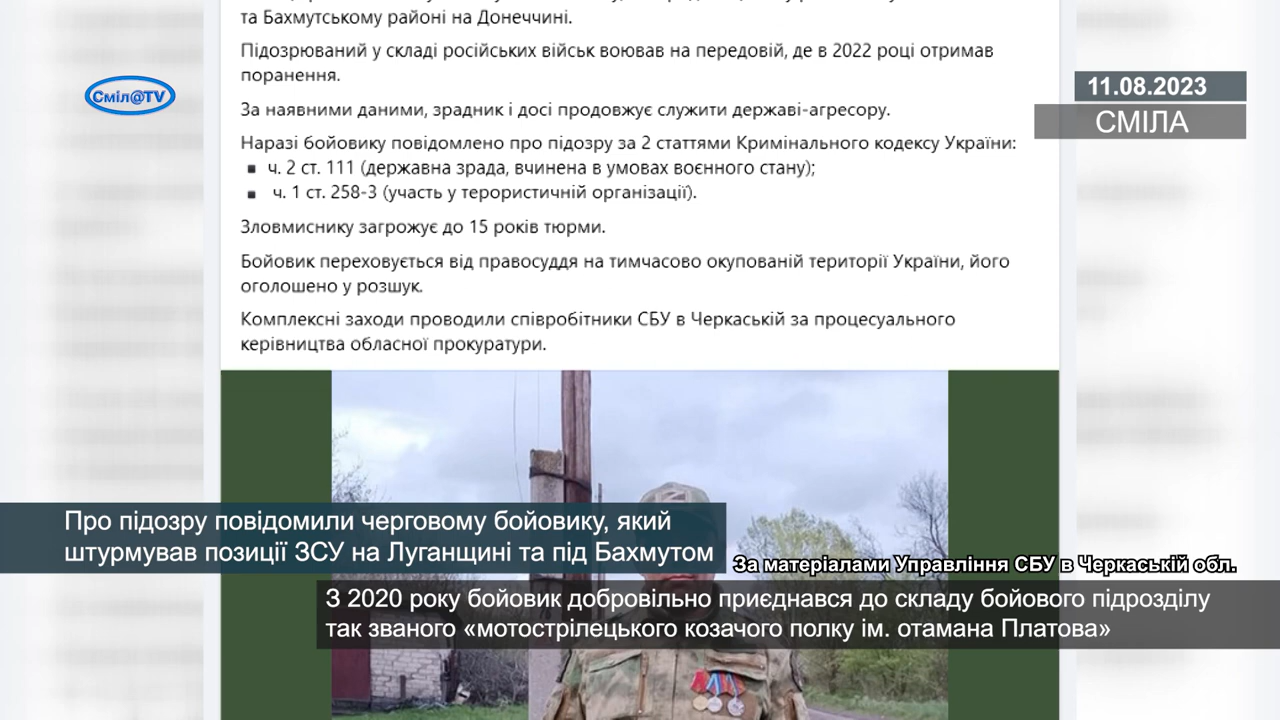 та Бахмутському районі на Донеччині.
Підозрюваний у складі російських військ воював на передовій, де в 2022 році отримав
поранення.
За наявними даними, зрадник і досі продовжує служити державі-агресору.
Наразі бойовику повідомлено про підозру за 2 статтями Кримінального кодексу України:
ч. 2 ст. 111 (державна зрада, вчинена в умовах воєнного стану);
ч. 1 ст. 258-3 (участь у терористичній організації).
Зловмиснику загрожує до 15 років тюрми.
Бойовик переховується від правосуддя на тимчасово окупованій території України, його
оголошено у розшук.
Комплексні заходи проводили співробітники СБУ в Черкаській за процесуального
керівництва обласної прокуратури.
Сміл@TV
11.08.2023
СМІЛА
Про підозру повідомили черговому бойовику, який
штурмував позиції ЗСУ на Луганщині та під Бахмутом
За матеріалами Управління СБУ в Черкаській обл.
З 2020 року бойовик добровільно приєднався до складу бойового підрозділу
так званого «мотострілецького козачого полку ім. отамана Платова»